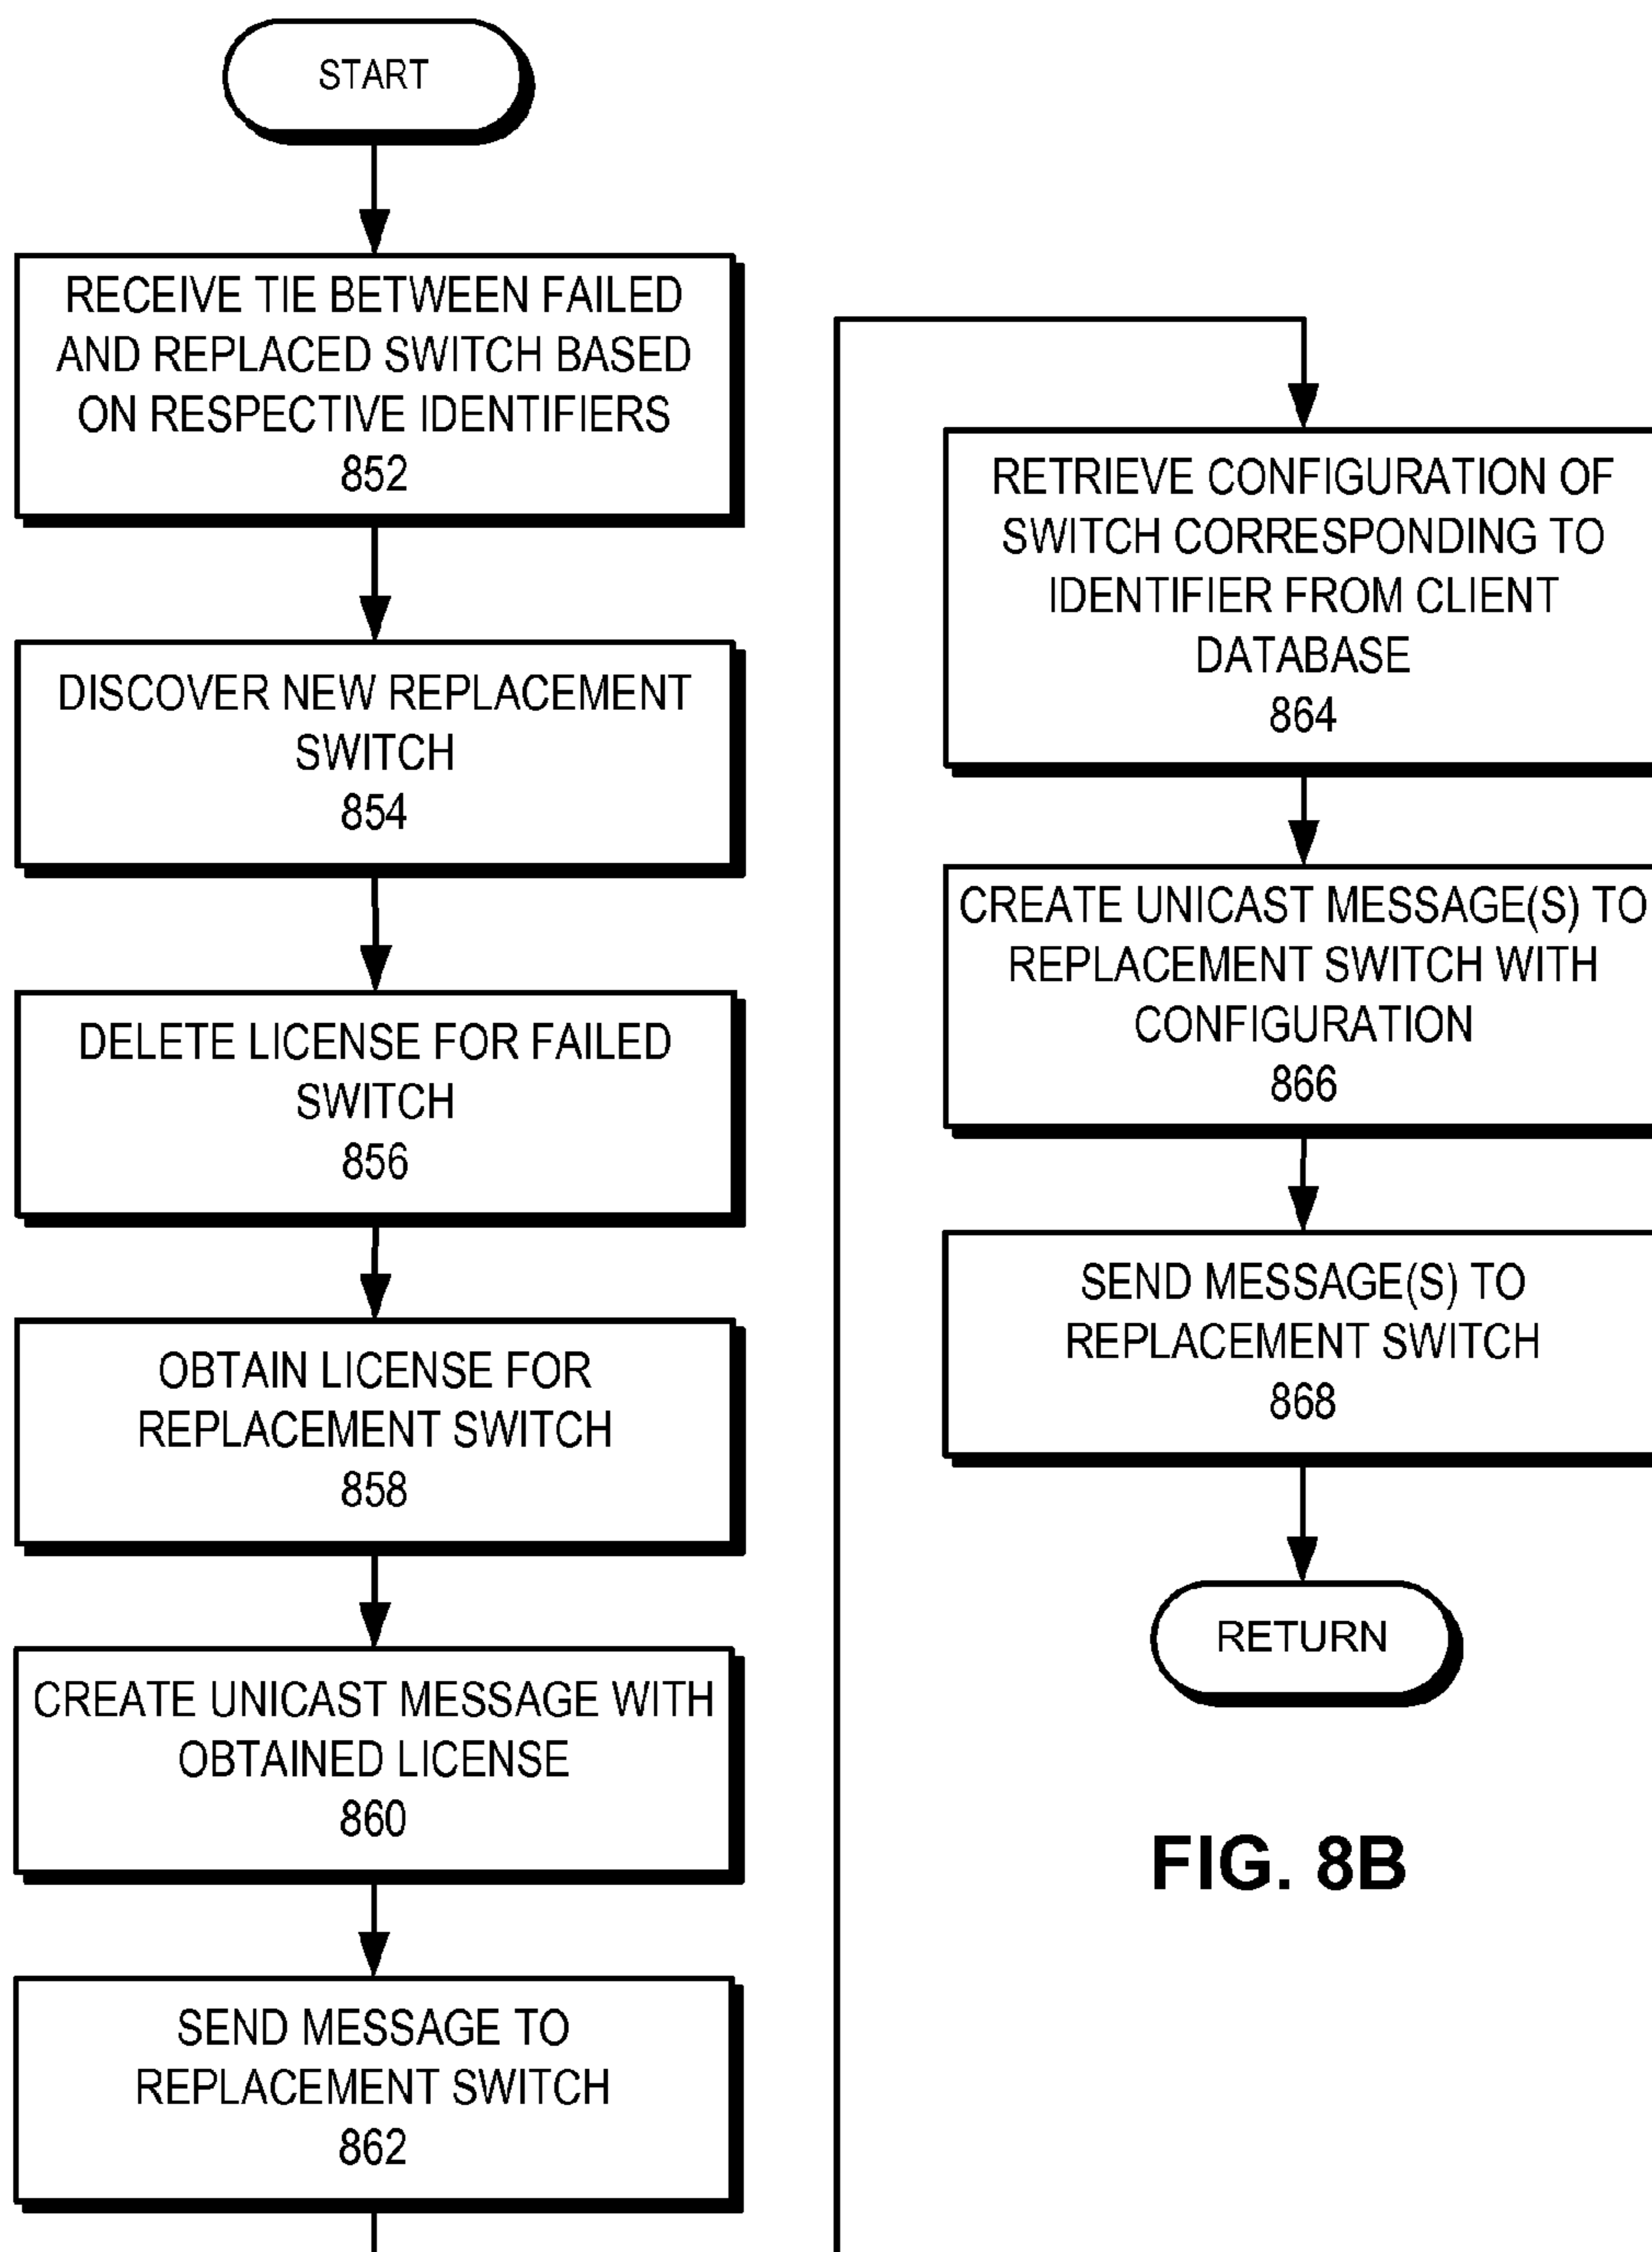 START
RECEIVE TIE BETWEEN FAILED
AND REPLACED SWITCH BASED
ON RESPECTIVE IDENTIFIERS
852
DISCOVER NEW REPLACEMENT
SWITCH
854
DELETE LICENSE FOR FAILED
SWITCH
856
OBTAIN LICENSE FOR
REPLACEMENT SWITCH
858
CREATE UNICAST MESSAGE WITH
OBTAINED LICENSE
860
SEND MESSAGE TO
REPLACEMENT SWITCH
862
RETRIEVE CONFIGURATION OF
SWITCH CORRESPONDING TO
IDENTIFIER FROM CLIENT
DATABASE
864
CREATE UNICAST MESSAGE(S) TO
REPLACEMENT SWITCH WITH
CONFIGURATION
866
SEND MESSAGE(S) TO
REPLACEMENT SWITCH
868
RETURN
FIG. 8B